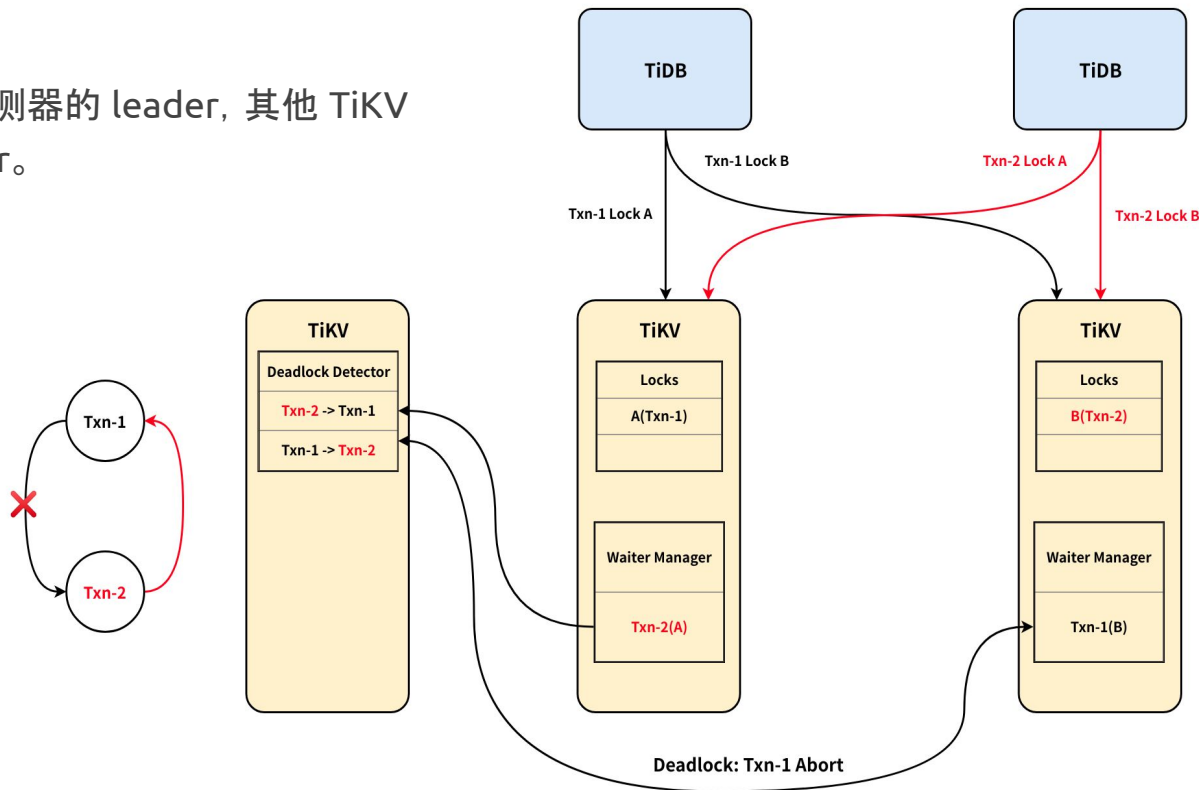 测器的 leader, 其他 TiKV
r。
TiDB
TiDB
Txn-1 Lock B
Txn-2 Lock A
Txn-1 Lock A
Txn-2 Lock B
TiKV
Deadlock Detector
Txn-2 -> Txn-1
Txn-1 -> Txn-2
TiKV
Locks
A(Txn-1)
Waiter Manager
Txn-2(A)
TiKV
Locks
B(Txn-2)
Waiter Manager
Txn-1(B)
Txn-1
Txn-2
Deadlock: Txn-1 Abort